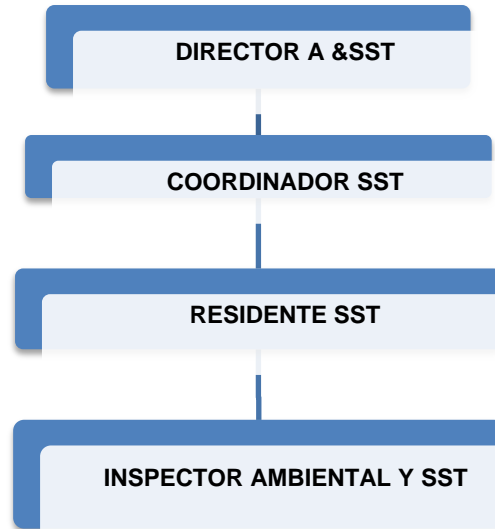 DIRECTOR A &SST
COORDINADOR SST
RESIDENTE SST
INSPECTOR AMBIENTAL Y SST